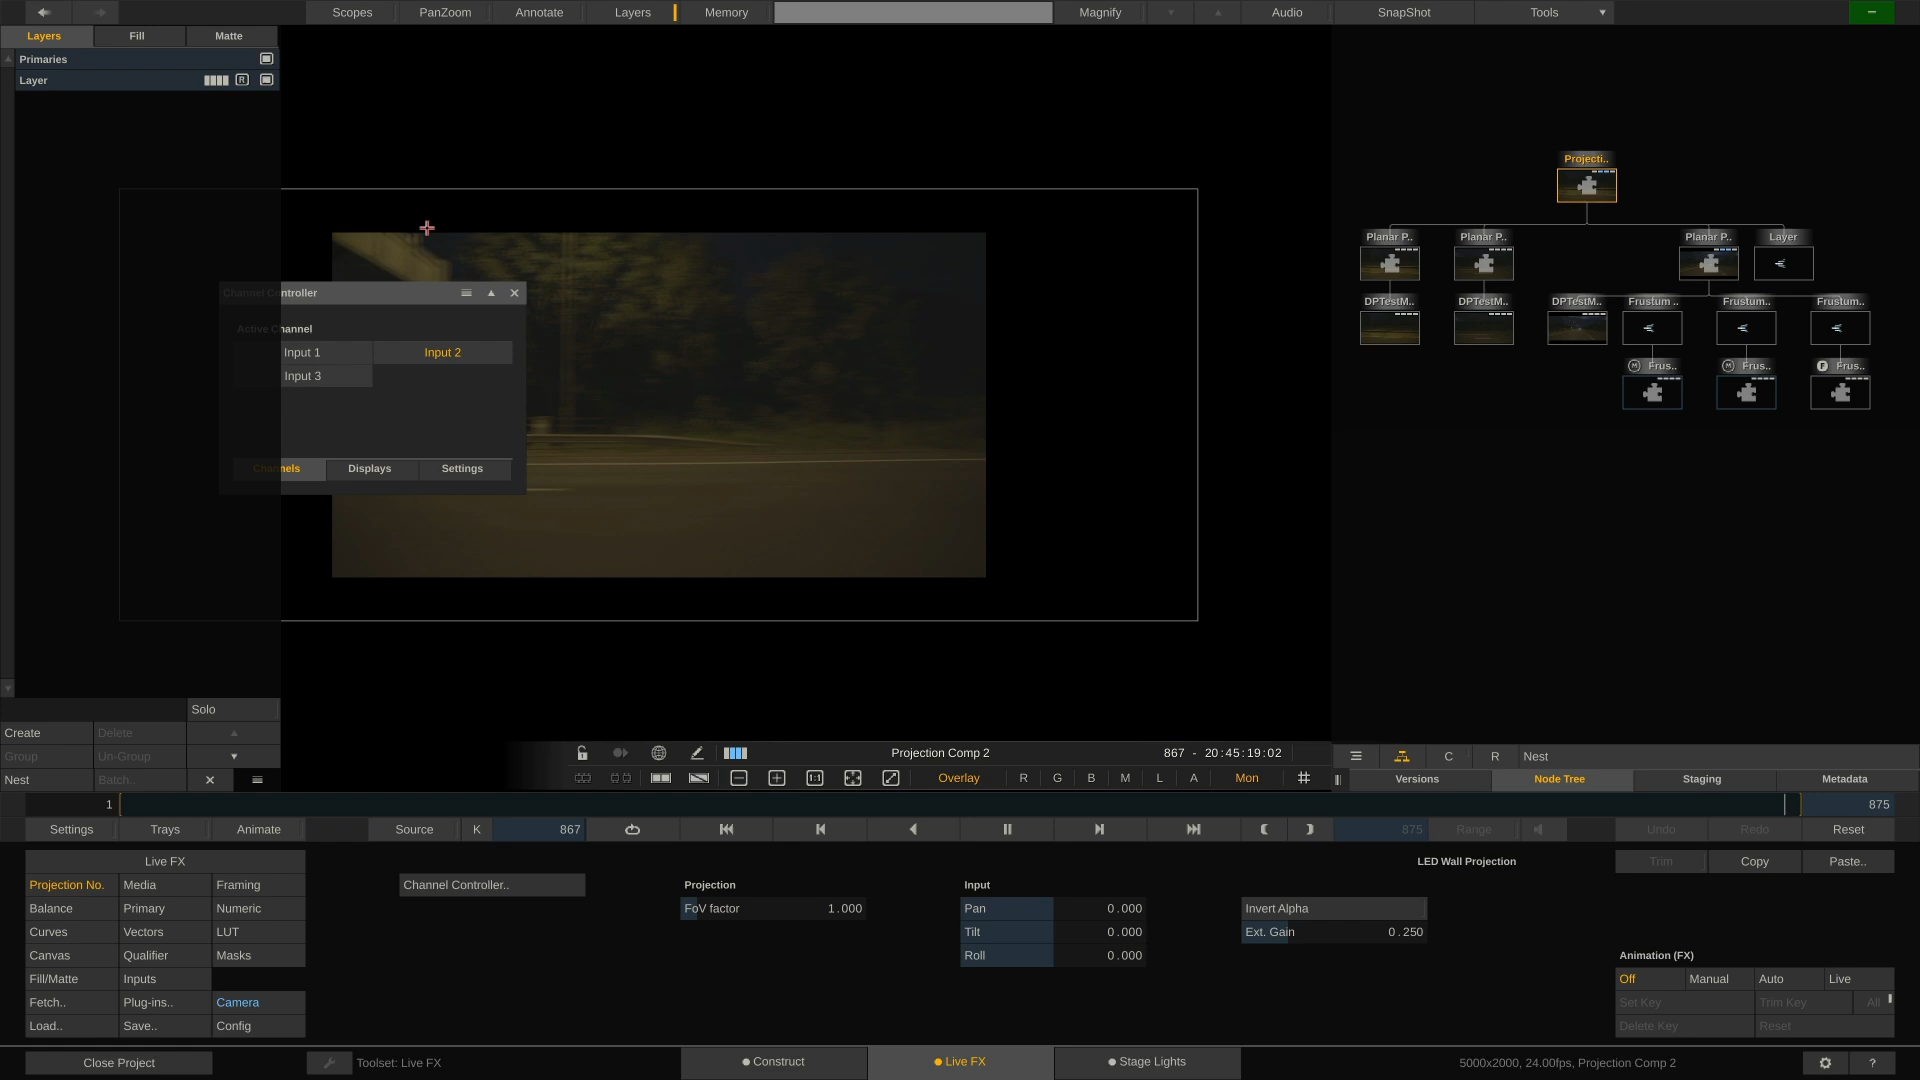 Scopes PanZoom Annotate Layers Memory Magnify Audio SnapShot Tools
Layers Fill Matte
Primaries
Layer R
Projecti..
Planar P.. Planar P.. Planar P.. Layer
DPTestM.. DPTestM.. DPTestM.. Frustum .. Frustum.. Frustum..
M Frus.. M Frus.. F Frus..
Channel Controller
Active Channel
Input 1 Input 2
Input 3
Channels Displays Settings
Solo
Create Delete
Group Un-Group
Nest Batch..
Projection Comp 2 867 - 20:45:19:02
1:1 Overlay R G B M L A Mon
C R Nest
Versions Node Tree Staging Metadata
1 875
Settings Trays Animate Source K 867 875 Range Undo Redo Reset
Live FX
Projection No. Media Framing
Balance Primary Numeric
Curves Vectors LUT
Canvas Qualifier Masks
Fill/Matte Inputs
Fetch.. Plug-ins.. Camera
Load.. Save.. Config
Channel Controller..
Projection
FoV factor 1.000
Input
Pan 0.000
Tilt 0.000
Roll 0.000
LED Wall Projection
Invert Alpha
Ext. Gain 0.250
Trim Copy Paste..
Animation (FX)
Off Manual Auto Live
Set Key Trim Key All
Delete Key Reset
Close Project Toolset: Live FX Construct Live FX Stage Lights 5000x2000, 24.00fps, Projection Comp 2 ?